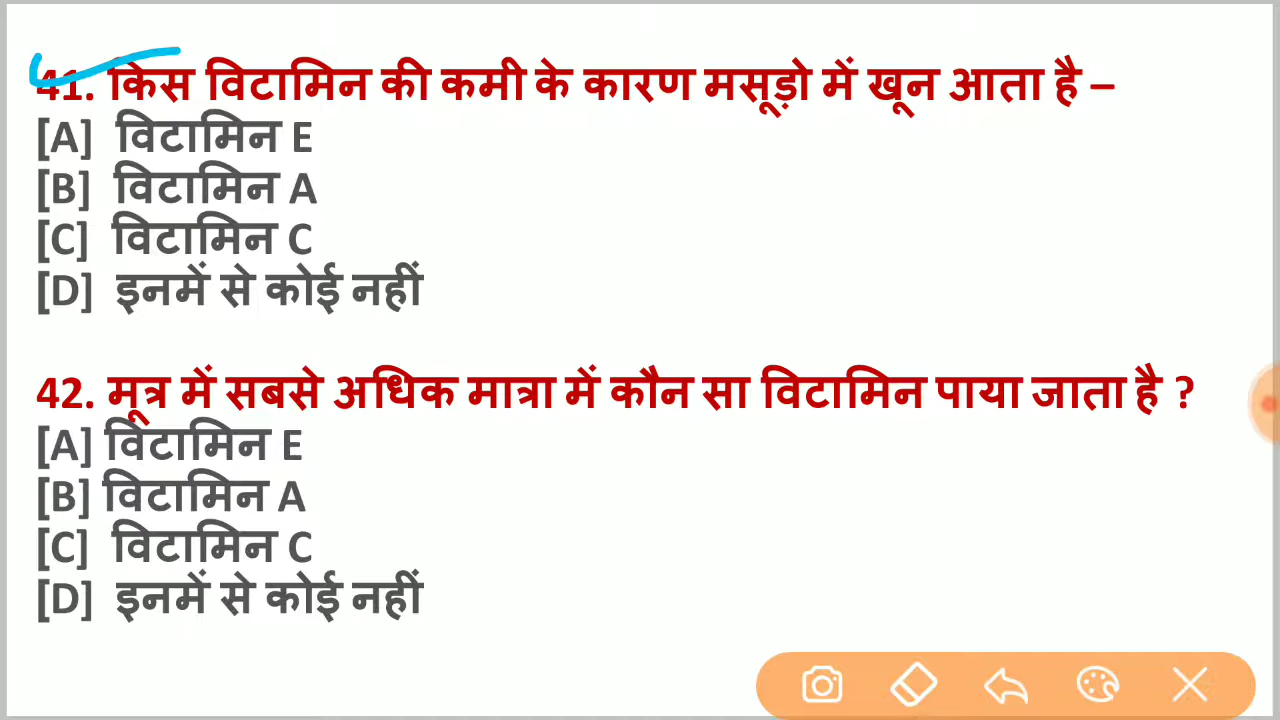 41. किस विटामिन की कमी के कारण मसूड़ो में खून आता है –
[A] विटामिन E
[B] विटामिन A
[C] विटामिन C
[D] इनमें से कोई नहीं
42. मूत्र में सबसे अधिक मात्रा में कौन सा विटामिन पाया जाता है ?
[A] विटामिन E
[B] विटामिन A
[C] विटामिन C
[D] इनमें से कोई नहीं